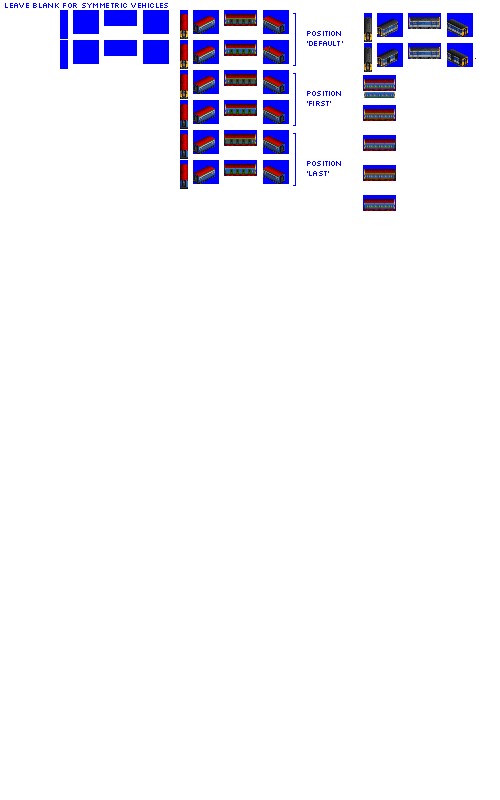 LEAVE BLANK FOR SYMMETRIC VEHICLES
POSITION
'DEFAULT'
POSITION
'FIRST'
POSITION
'LAST'